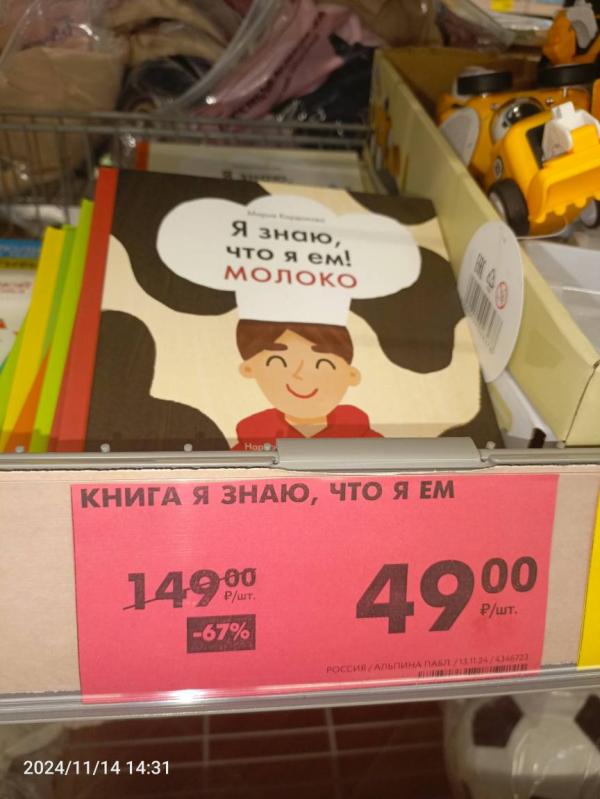 Я знаю,
Мария Кардакова
Я знаю,
что я ем!
МОЛОКО
КНИГА Я ЗНАЮ, ЧТО Я ЕМ
149 00
₽/шт.
-67%
49 00
₽/шт.
РОССИЯ / АЛЬПИНА ПАБЛ. / 13.11.24 / 4346723
2024/11/14 14:31